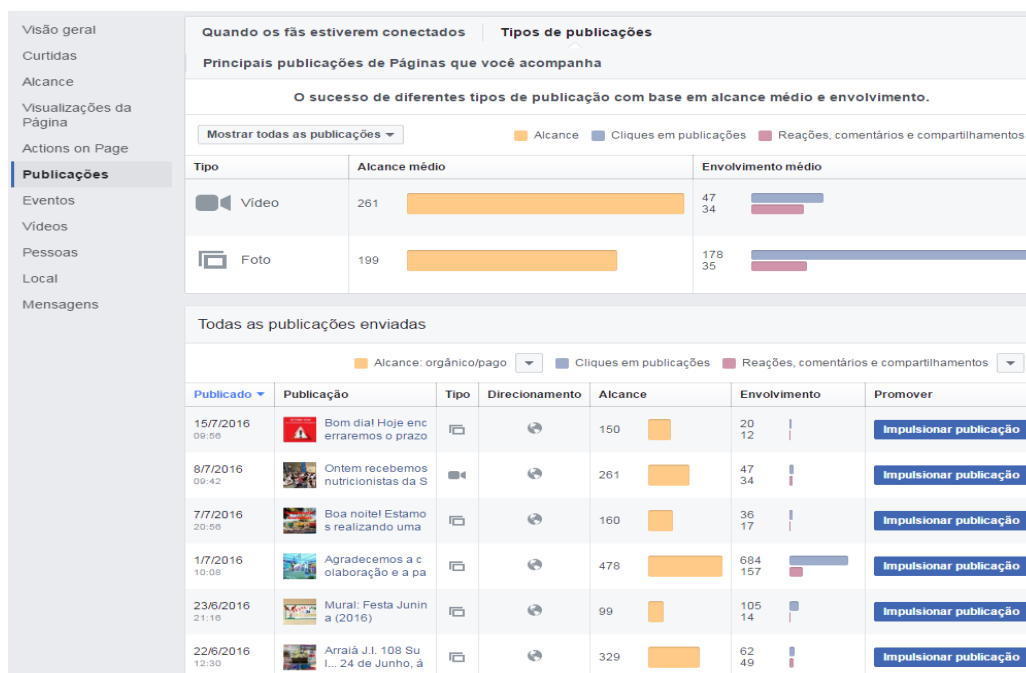 Visão geral
Curtidas
Alcance
Visualizações da
Página
Actions on Page
Publicações
Eventos
Vídeos
Pessoas
Local
Mensagens
Quando os fãs estiverem conectados
Tipos de publicações
Principais publicações de Páginas que você acompanha
O sucesso de diferentes tipos de publicação com base em alcance médio e envolvimento.
Mostrar todas as publicações
Alcance
Cliques em publicações
Reações, comentários e compartilhamentos
Tipo
Alcance médio
Envolvimento médio
Vídeo
261
47
34
Foto
199
178
35
Todas as publicações enviadas
Alcance: orgânico/pago
Cliques em publicações
Reações, comentários e compartilhamentos
Publicado
Publicação
Tipo
Direcionamento
Alcance
Envolvimento
Promover
15/7/2016
09:56
Bom dia! Hoje enc
erraremos o prazo
150
20
12
Impulsionar publicação
8/7/2016
09:42
Ontem recebemos
nutricionistas da S
261
47
34
Impulsionar publicação
7/7/2016
20:56
Boa noite! Estamo
s realizando uma
160
36
17
Impulsionar publicação
1/7/2016
10:08
Agradecemos a c
olaboração e a pa
478
684
157
Impulsionar publicação
23/6/2016
21:16
Mural: Festa Junin
a (2016)
99
105
14
Impulsionar publicação
22/6/2016
12:30
Arraiá J.I. 108 Su
l... 24 de Junho, á
329
62
49
Impulsionar publicação